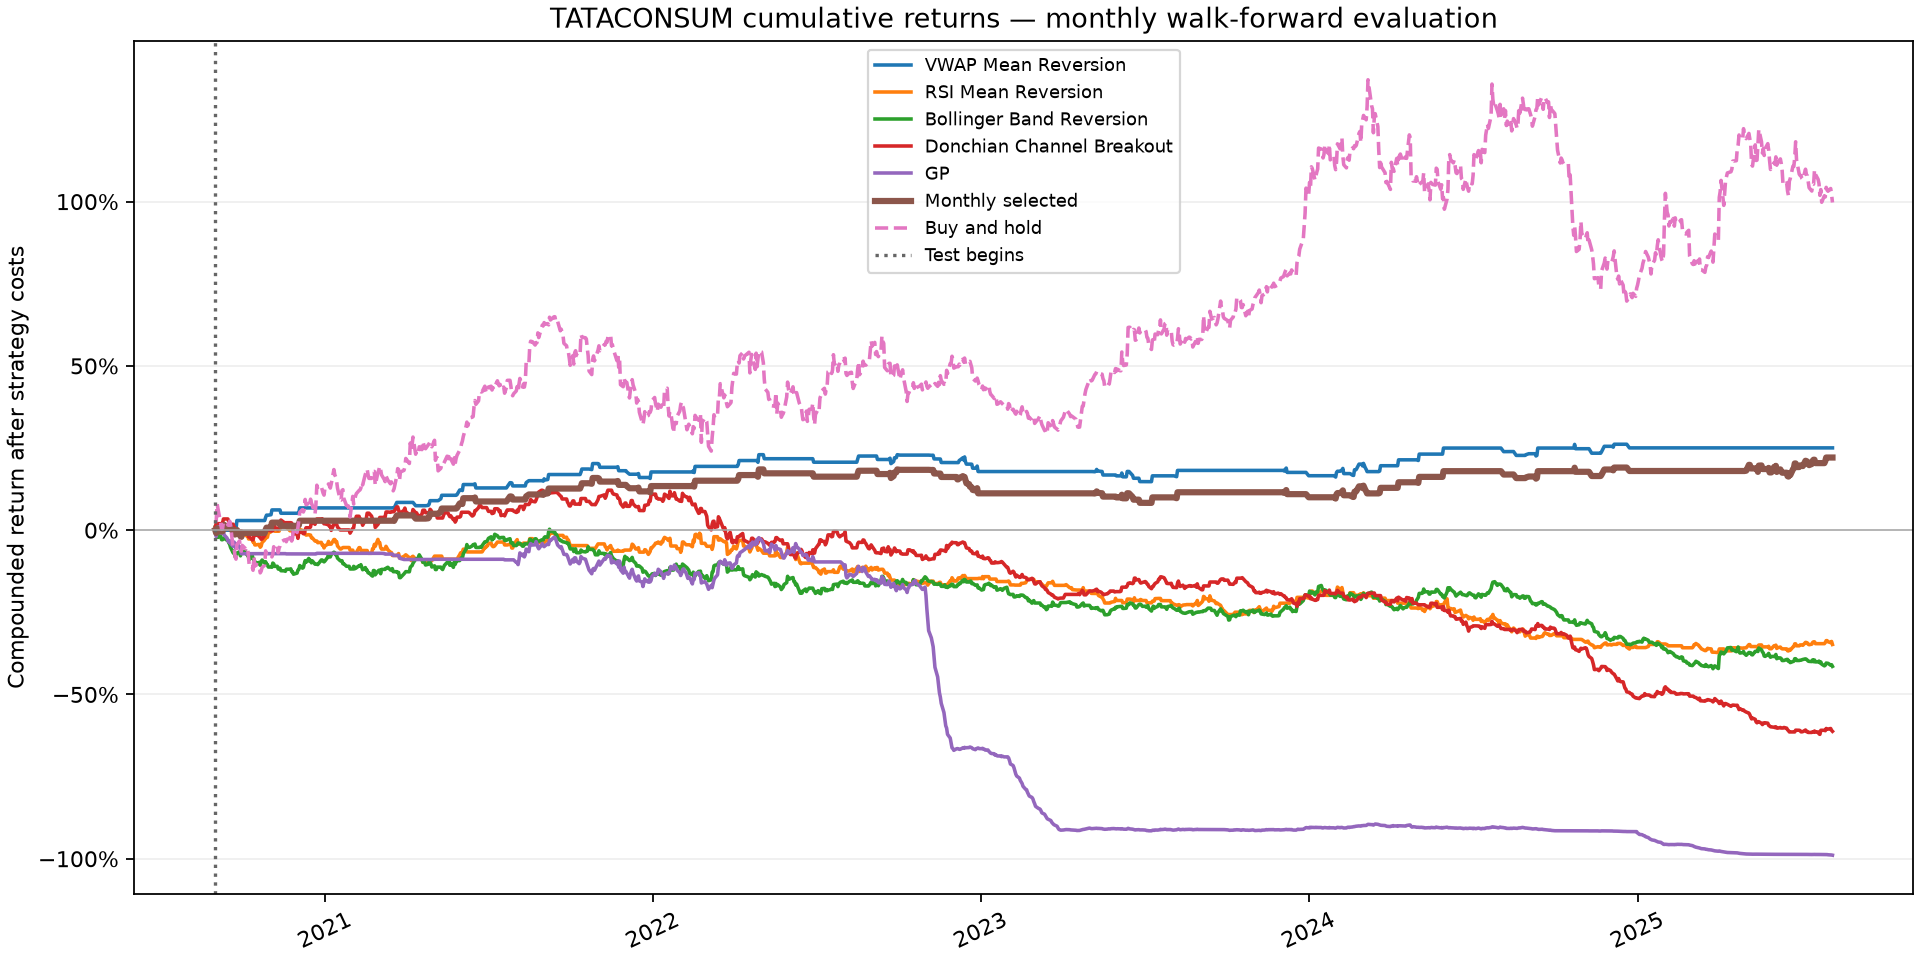 TATACONSUM cumulative returns — monthly walk-forward evaluation
VWAP Mean Reversion
RSI Mean Reversion
Bollinger Band Reversion
Donchian Channel Breakout
GP
Monthly selected
Buy and hold
Test begins
Compounded return after strategy costs
100%
50%
0%
−50%
−100%
2021
2022
2023
2024
2025